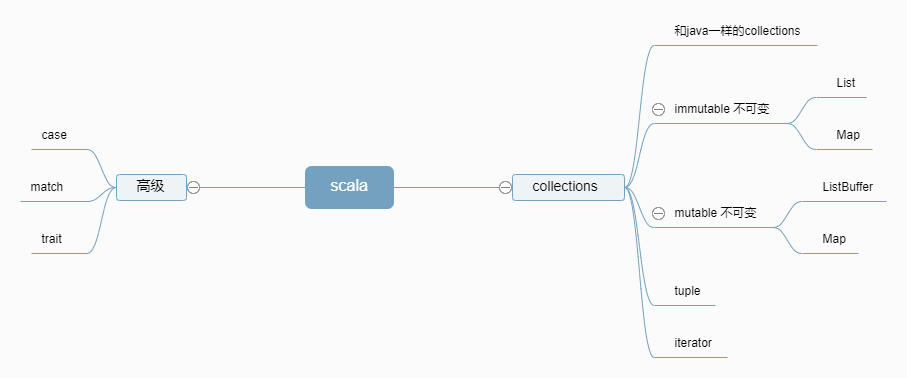 scala
高级
case
match
trait
collections
和java一样的collections
immutable 不可变
List
Map
mutable 不可变
ListBuffer
Map
tuple
iterator